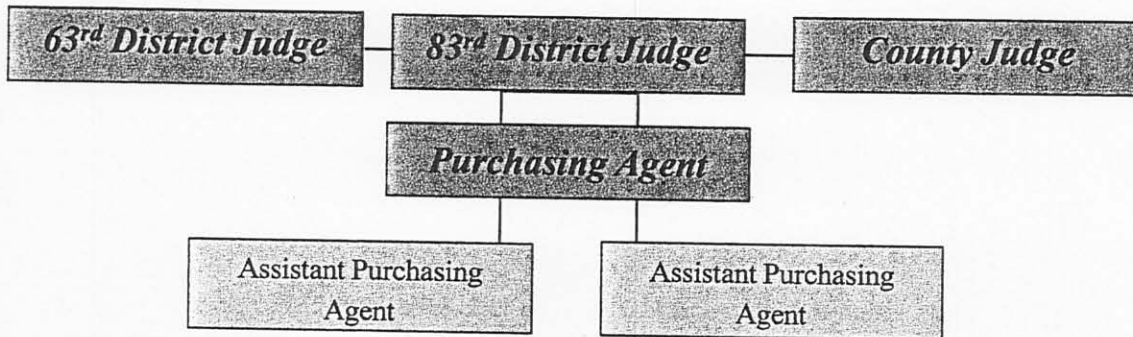 63rd District Judge
83rd District Judge
County Judge
Purchasing Agent
Assistant Purchasing
Agent
Assistant Purchasing
Agent